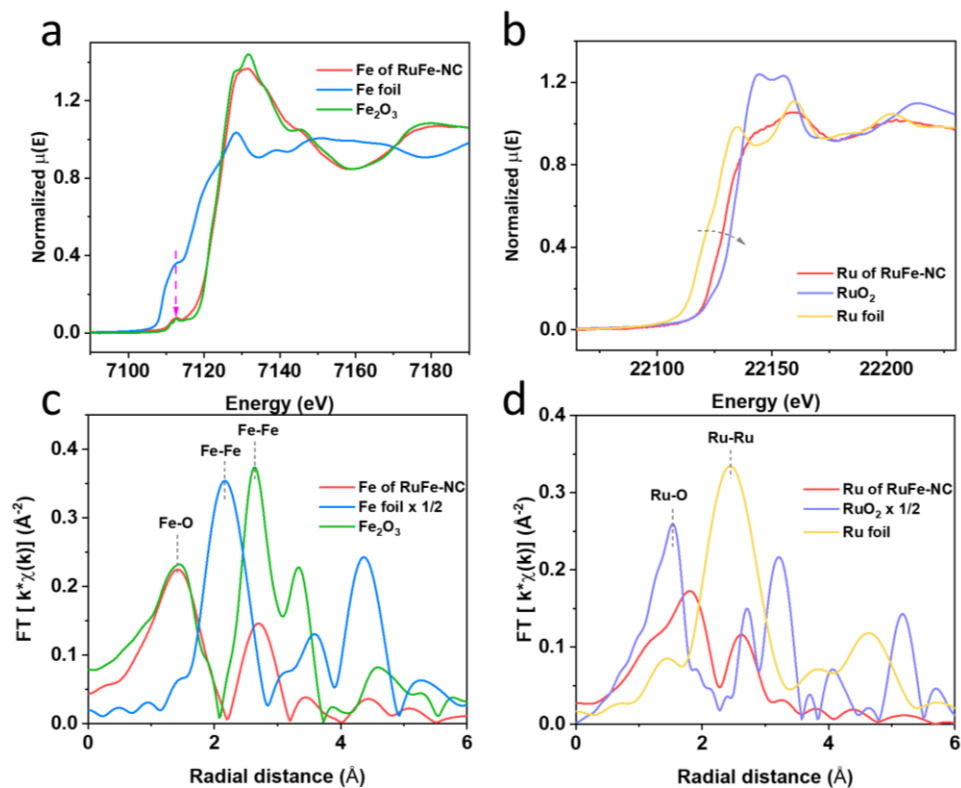 a
Normalized μ(E)
1.2
0.8
0.4
0.0
Fe of RuFe-NC
Fe foil
Fe₂O₃
7100
7120
7140
7160
7180
Energy (eV)
b
Normalized μ(E)
1.2
0.8
0.4
0.0
Ru of RuFe-NC
RuO₂
Ru foil
22100
22150
22200
Energy (eV)
c
FT [ k*χ(k)] (Å⁻²)
0.4
0.3
0.2
0.1
0.0
Fe-O
Fe-Fe
Fe-Fe
Fe of RuFe-NC
Fe foil x 1/2
Fe₂O₃
0
2
4
6
Radial distance (Å)
d
FT [ k*χ(k)] (Å⁻²)
0.4
0.3
0.2
0.1
0.0
Ru-O
Ru-Ru
Ru of RuFe-NC
RuO₂ x 1/2
Ru foil
0
2
4
6
Radial distance (Å)